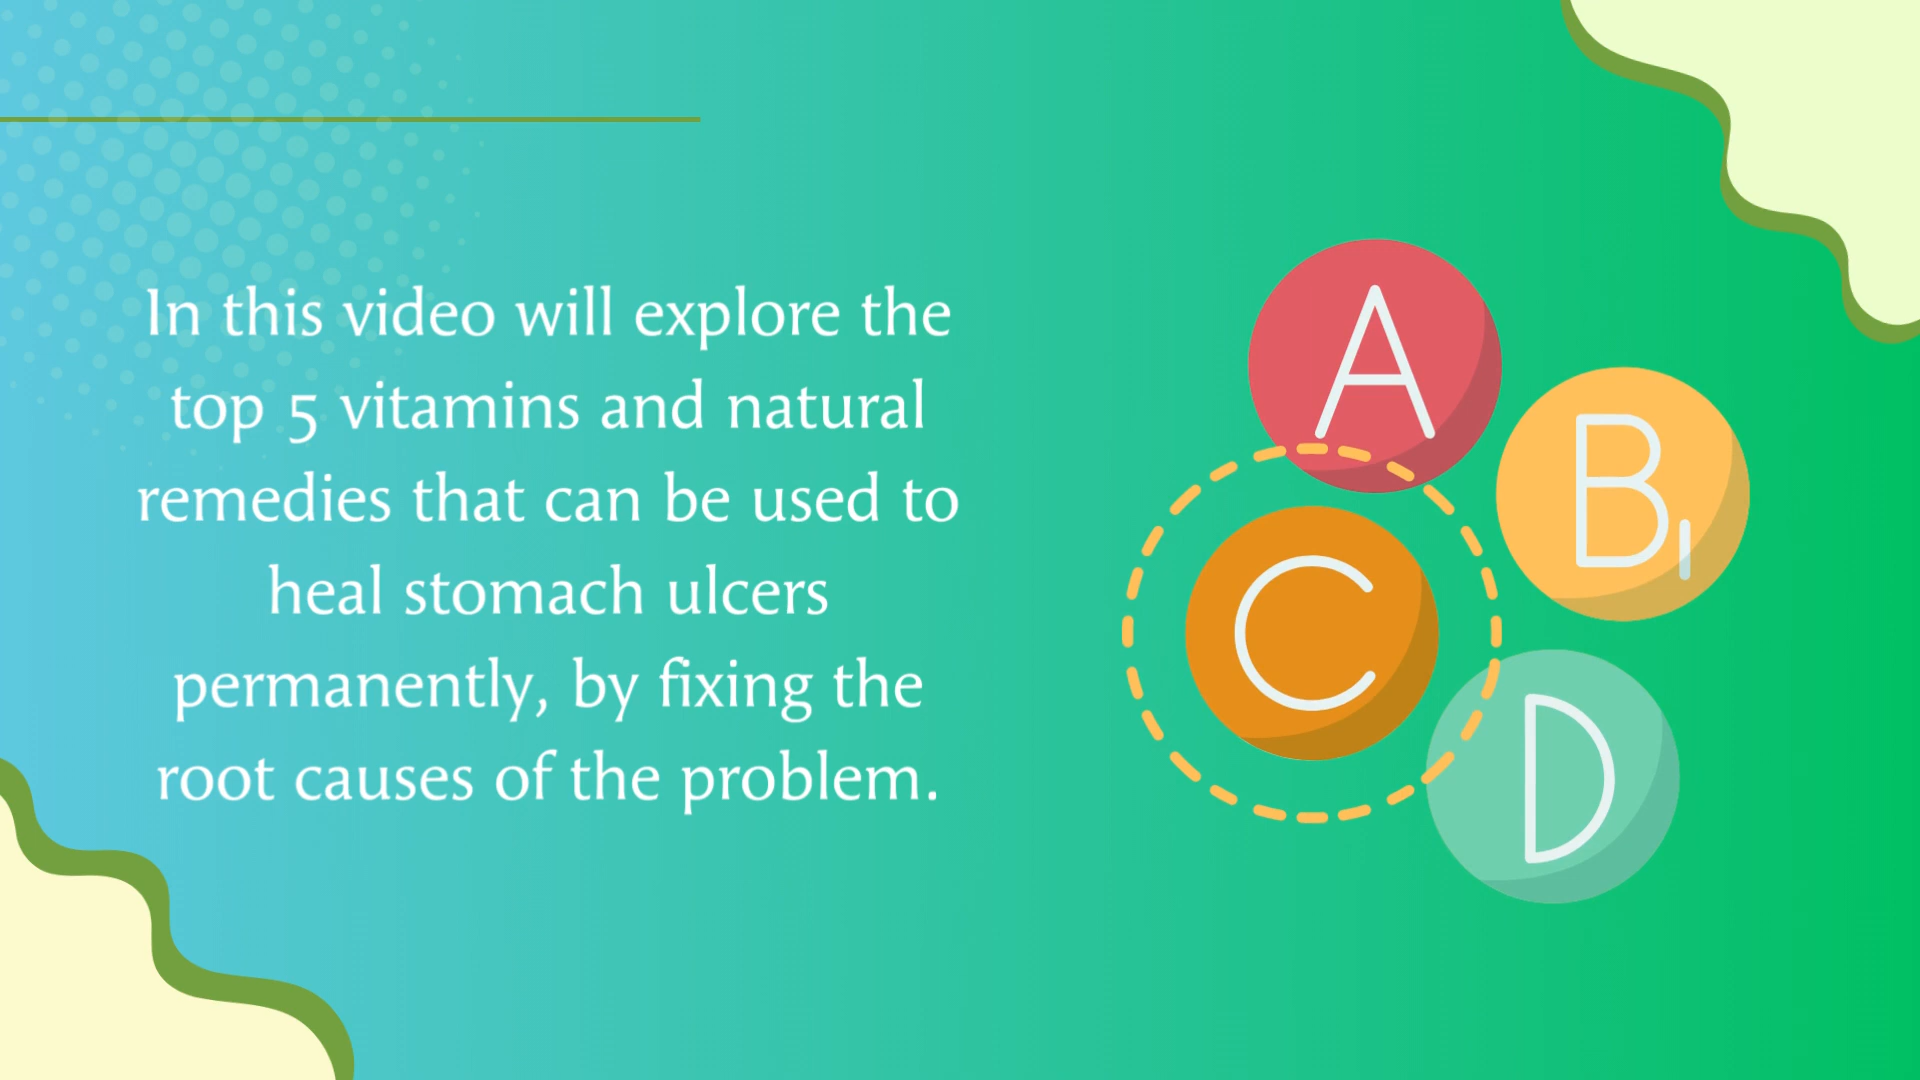 In this video will explore the
top 5 vitamins and natural
remedies that can be used to
heal stomach ulcers
permanently, by fixing the
root causes of the problem.
A
B1
C
D